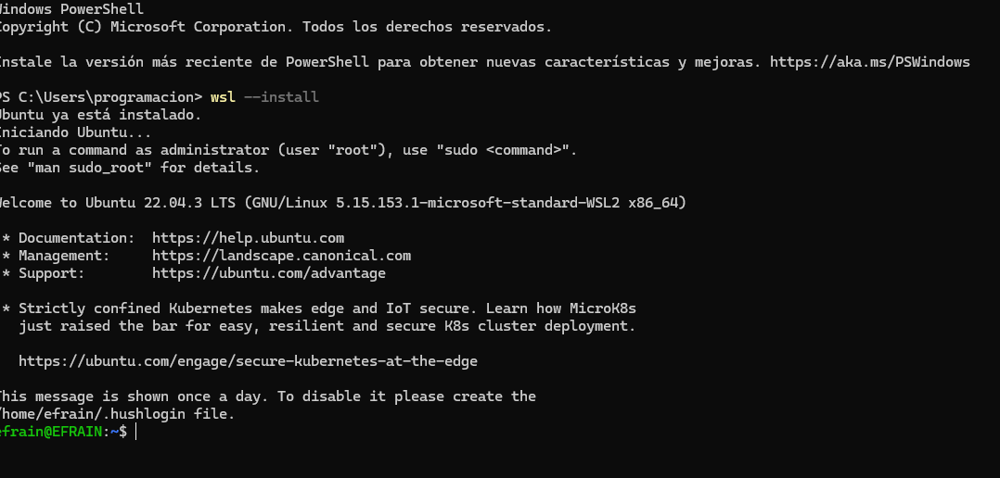 Windows PowerShell
Copyright (C) Microsoft Corporation. Todos los derechos reservados.
Instale la versión más reciente de PowerShell para obtener nuevas características y mejoras. https://aka.ms/PSWindows
PS C:\Users\programacion> wsl --install
Ubuntu ya está instalado.
Iniciando Ubuntu...
To run a command as administrator (user "root"), use "sudo <command>".
See "man sudo_root" for details.
Welcome to Ubuntu 22.04.3 LTS (GNU/Linux 5.15.153.1-microsoft-standard-WSL2 x86_64)
* Documentation:  https://help.ubuntu.com
* Management:     https://landscape.canonical.com
* Support:        https://ubuntu.com/advantage
* Strictly confined Kubernetes makes edge and IoT secure. Learn how MicroK8s
just raised the bar for easy, resilient and secure K8s cluster deployment.
https://ubuntu.com/engage/secure-kubernetes-at-the-edge
This message is shown once a day. To disable it please create the
/home/efrain/.hushlogin file.
efrain@EFRAIN:~$